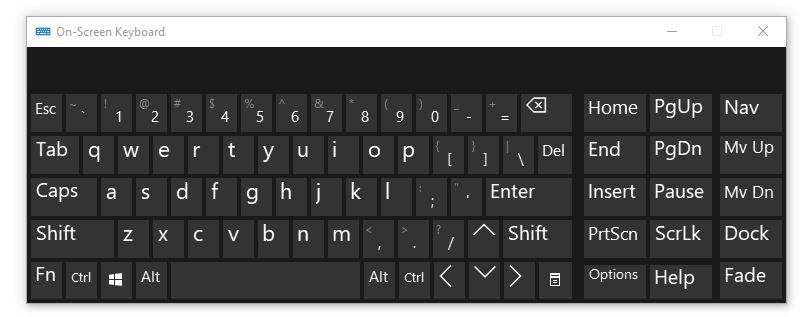 On-Screen Keyboard
Esc ~ ` ! 1 @ 2 # 3 $ 4 % 5 ^ 6 & 7 * 8 ( 9 ) 0 _ - + = Home PgUp Nav
Tab q w e r t y u i o p { [ } ] | \ Del End PgDn Mv Up
Caps a s d f g h j k l : ; " ' Enter Insert Pause Mv Dn
Shift z x c v b n m < , > . ? / Shift PrtScn ScrLk Dock
Fn Ctrl Alt Alt Ctrl Options Help Fade